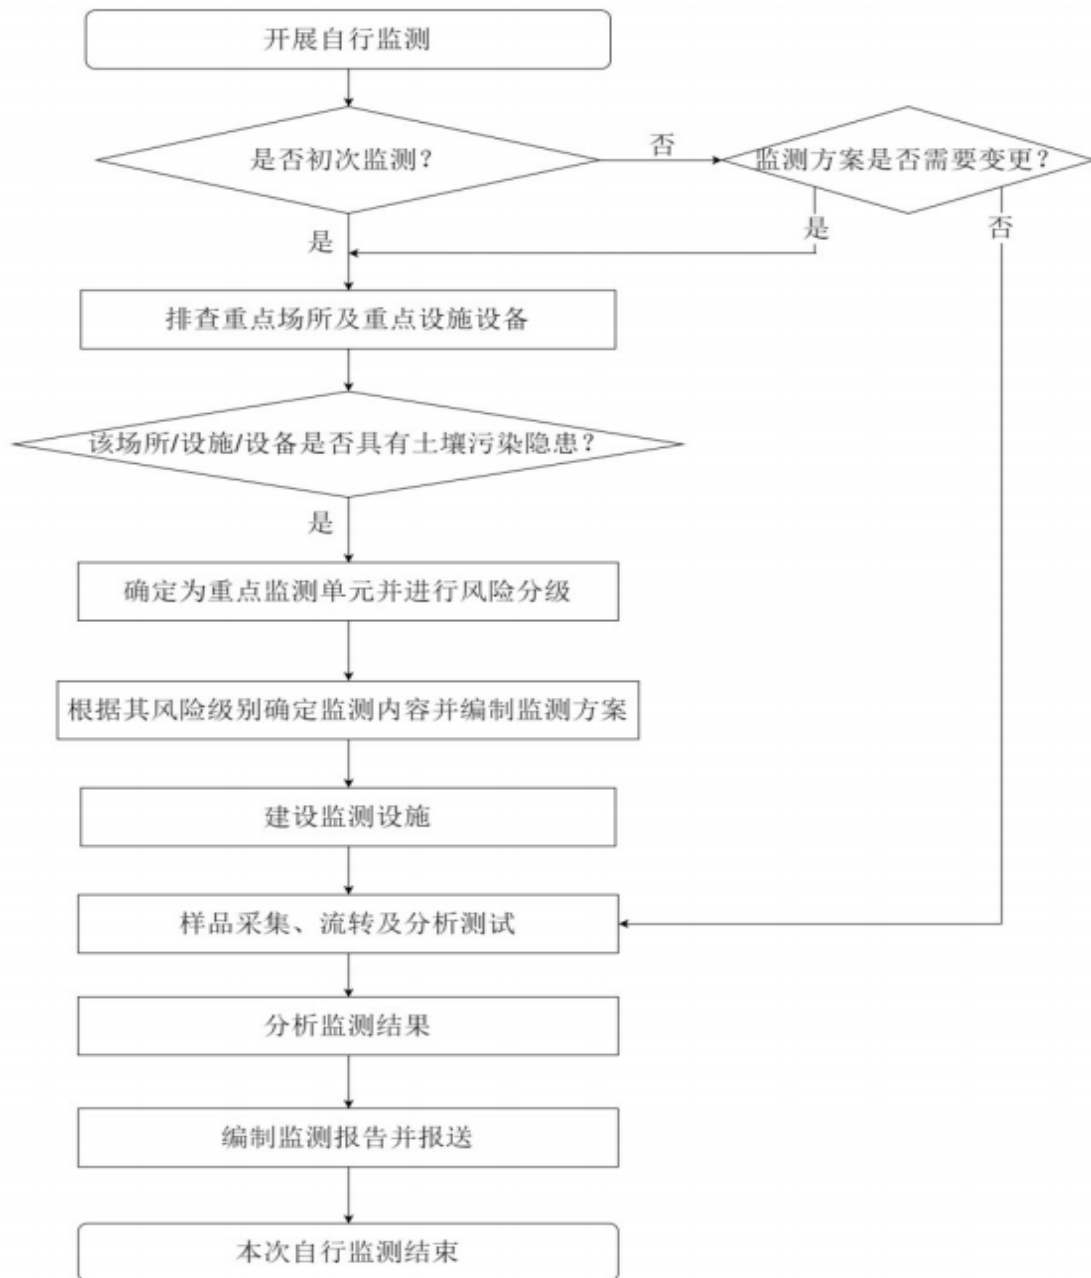 开展自行监测
是否初次监测？
否
监测方案是否需要变更？
是
是
否
排查重点场所及重点设施设备
该场所/设施/设备是否具有土壤污染隐患？
是
确定为重点监测单元并进行风险分级
根据其风险级别确定监测内容并编制监测方案
建设监测设施
样品采集、流转及分析测试
分析监测结果
编制监测报告并报送
本次自行监测结束